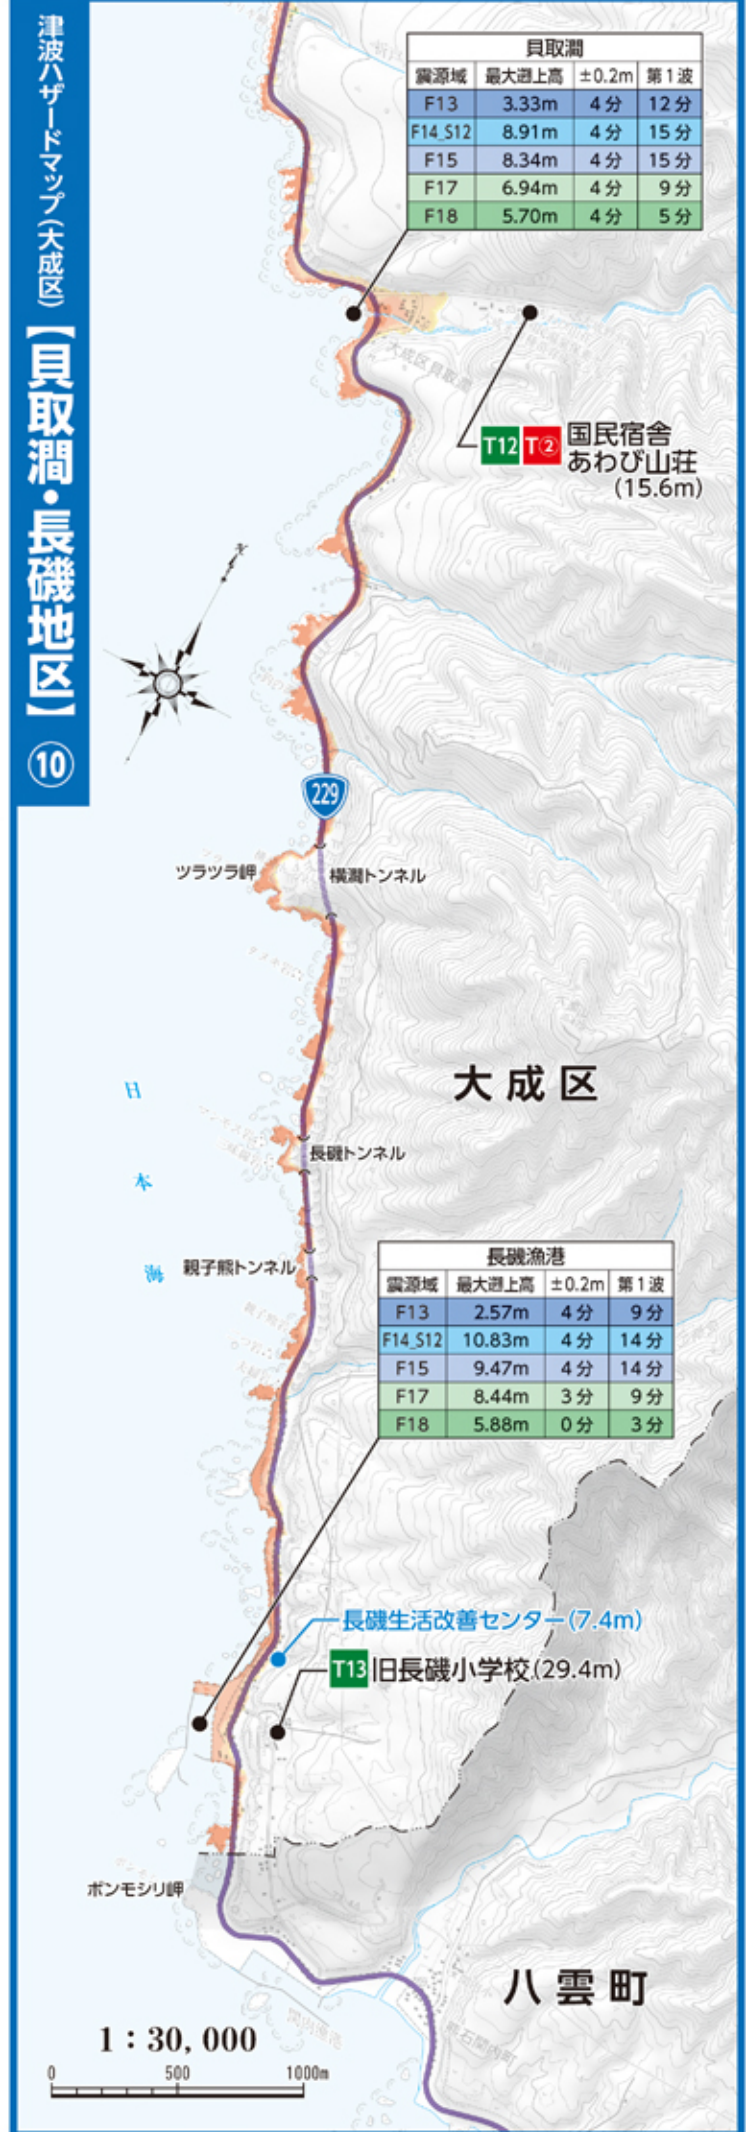 津波ハザードマップ(大成区)【貝取澗・長磯地区】⑩
貝取澗
震源域 最大遡上高 ±0.2m 第1波
F13 3.33m 4分 12分
F14_S12 8.91m 4分 15分
F15 8.34m 4分 15分
F17 6.94m 4分 9分
F18 5.70m 4分 5分
大成区貝取澗
T12 T② 国民宿舎
あわび山荘
(15.6m)
229
ツラツラ岬
横澗トンネル
大成区
日本海
長磯トンネル
親子熊トンネル
長磯漁港
震源域 最大遡上高 ±0.2m 第1波
F13 2.57m 4分 9分
F14_S12 10.83m 4分 14分
F15 9.47m 4分 14分
F17 8.44m 3分 9分
F18 5.88m 0分 3分
長磯生活改善センター(7.4m)
T13 旧長磯小学校(29.4m)
ポンモシリ岬
八雲町
1:30,000
0 500 1000m